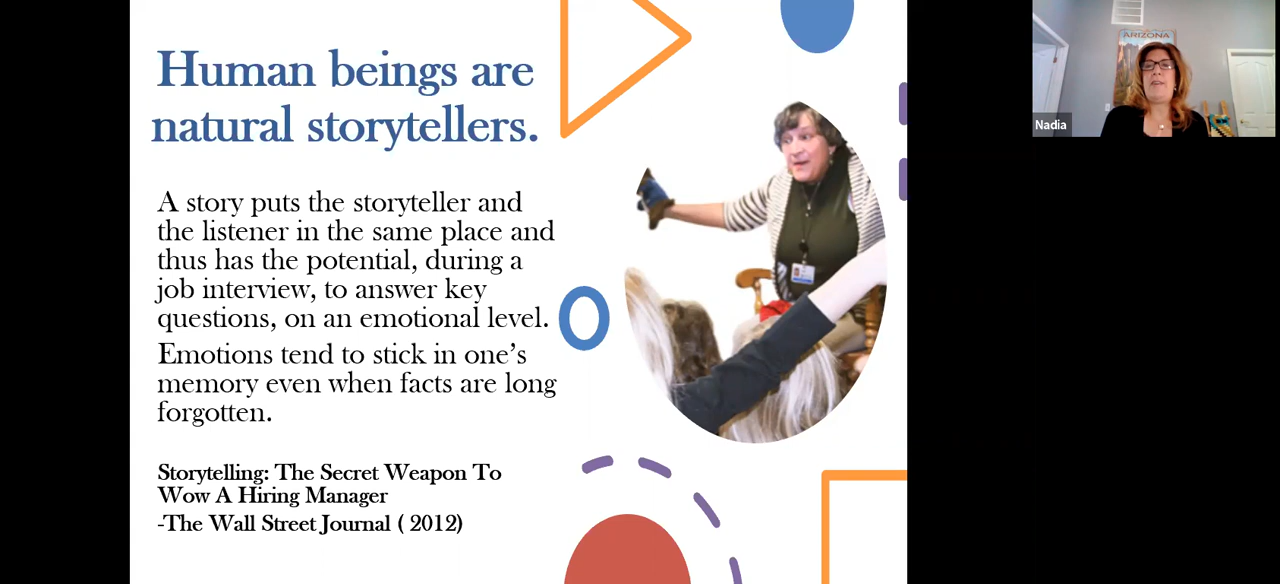 Human beings are
natural storytellers.
A story puts the storyteller and
the listener in the same place and
thus has the potential, during a
job interview, to answer key
questions, on an emotional level.
Emotions tend to stick in one’s
memory even when facts are long
forgotten.
Storytelling: The Secret Weapon To
Wow A Hiring Manager
-The Wall Street Journal ( 2012)
ARIZONA
Nadia